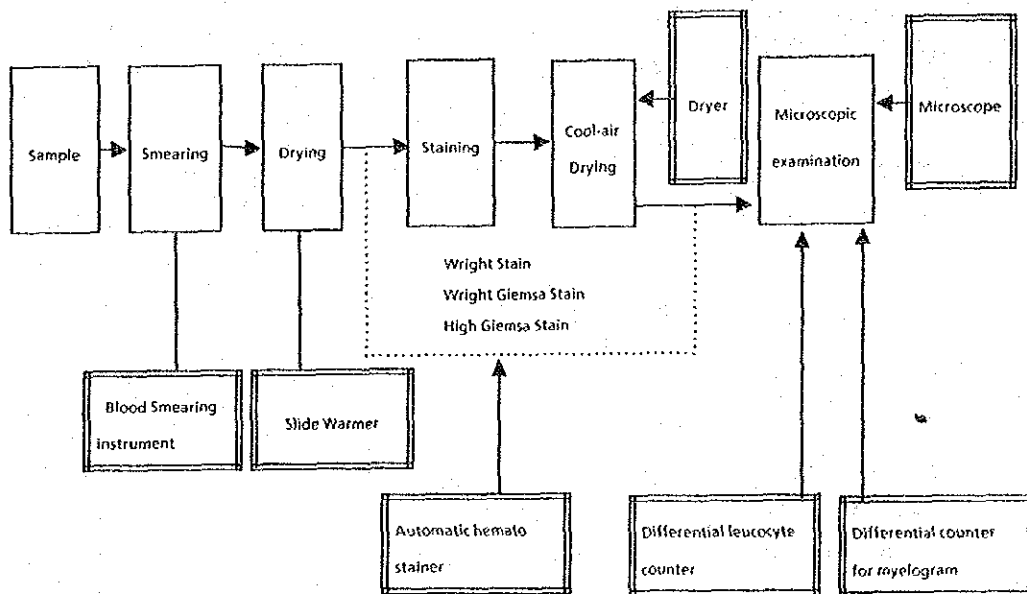 Sample
Smearing
Drying
Staining
Cool-air
Drying
Dryer
Microscopic
examination
Microscope
Wright Stain
Wright Giemsa Stain
High Giemsa Stain
Blood Smearing
instrument
Slide Warmer
Automatic hemalo
stainer
Differential leucocyte
counter
Differential counter
for myelogram